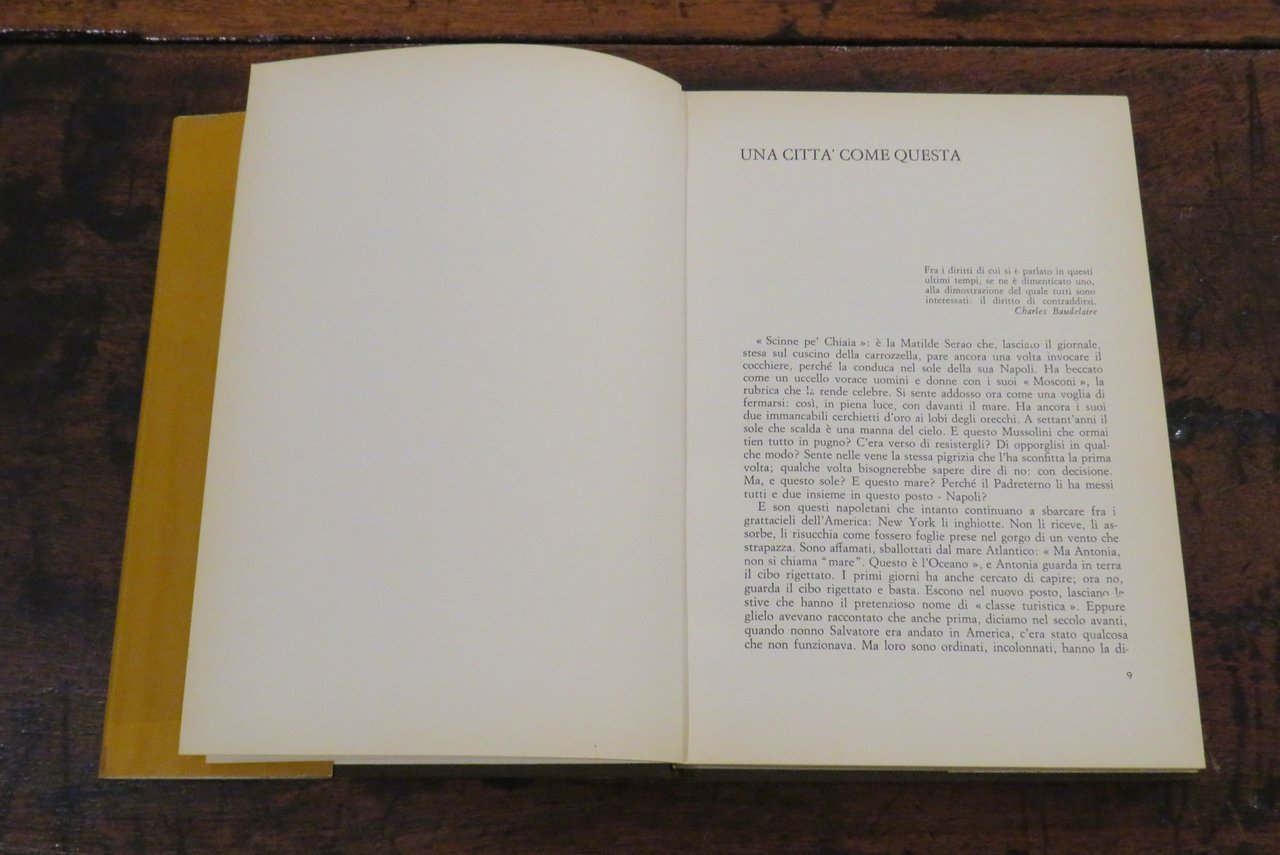 UNA CITTA' COME QUESTA
Fra i diritti di cui si è parlato in questi
ultimi tempi, se ne è dimenticato uno,
alla dimostrazione del quale tutti sono
interessati: il diritto di contraddirsi.
Charles Baudelaire
« Scinne pe' Chiaia »: è la Matilde Serao che, lasciato il giornale,
stesa sul cuscino della carrozzella, pare ancora una volta invocare il
cocchiere, perché la conduca nel sole della sua Napoli. Ha beccato
come un uccello vorace uomini e donne con i suoi « Mosconi », la
rubrica che la rende celebre. Si sente addosso ora come una voglia di
fermarsi: così, in piena luce, con davanti il mare. Ha ancora i suoi
due immancabili cerchietti d'oro ai lobi degli orecchi. A settant'anni il
sole che scalda è una manna del cielo. E questo Mussolini che ormai
tien tutto in pugno? C'era verso di resistergli? Di opporglisi in qual-
che modo? Sente nelle vene la stessa pigrizia che l'ha sconfitta la prima
volta; qualche volta bisognerebbe sapere dire di no: con decisione.
Ma, e questo sole? E questo mare? Perché il Padreterno li ha messi
tutti e due insieme in questo posto - Napoli?
E son questi napoletani che intanto continuano a sbarcare fra i
grattacieli dell'America: New York li inghiotte. Non li riceve, li as-
sorbe, li risucchia come fossero foglie prese nel gorgo di un vento che
strapazza. Sono affamati, sballottati dal mare Atlantico: « Ma Antonia,
non si chiama "mare". Questo è l'Oceano », e Antonia guarda in terra
il cibo rigettato. I primi giorni ha anche cercato di capire; ora no,
guarda il cibo rigettato e basta. Escono nel nuovo posto, lasciano le
stive che hanno il pretenzioso nome di « classe turistica ». Eppure
glielo avevano raccontato che anche prima, diciamo nel secolo avanti,
quando nonno Salvatore era andato in America, c'era stato qualcosa
che non funzionava. Ma loro sono ordinati, incolonnati, hanno la di-
9